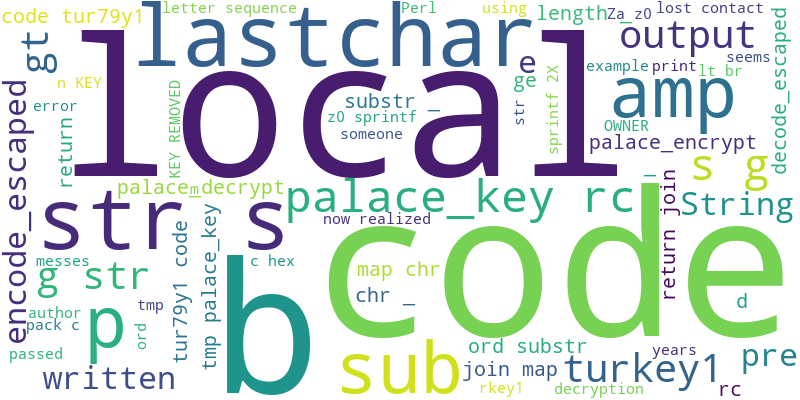 code tur79y1
letter sequence
Perl
using
length_
Za_zO
lost contact
gt
local
lastchar
output
e
ge
example
print
seems
lt br
decode_escaped
n KEY
error
KEY REMOVED
substr _
zO sprintf
someone
str
sprintf 2X
amp
OWNER
palace_encrypt
return
encode_escaped
palace_decrypt
m
palace_key rc
s g
String
str s
now realized
return join
_
code
messes
g str
tur79y1 code
tmp palace_key
c hex
b
map chr
chr _
d
author
pack c
p
tmp
ord
passed
written
sub
ord substr
join map
rkey1
turkey1
decryption
years
pre
rc